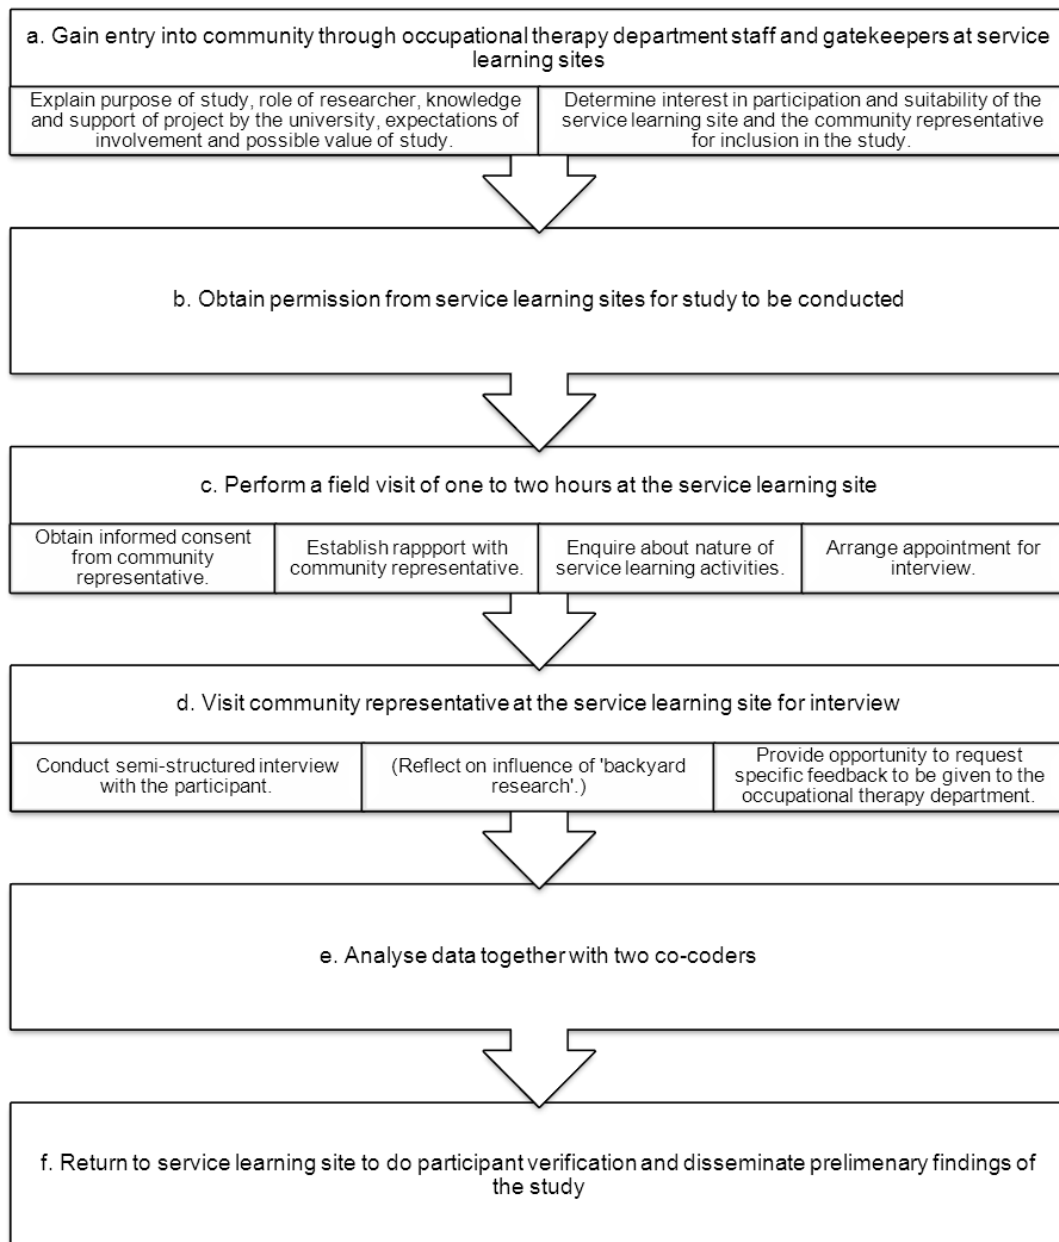 a. Gain entry into community through occupational therapy department staff and gatekeepers at service
learning sites
Explain purpose of study, role of researcher, knowledge
and support of project by the university, expectations of
involvement and possible value of study.
Determine interest in participation and suitability of the
service learning site and the community representative
for inclusion in the study.
b. Obtain permission from service learning sites for study to be conducted
c. Perform a field visit of one to two hours at the service learning site
Obtain informed consent
from community
representative.
Establish rappport with
community representative.
Enquire about nature of
service learning activities.
Arrange appointment for
interview.
d. Visit community representative at the service learning site for interview
Conduct semi-structured interview
with the participant.
(Reflect on influence of 'backyard
research'.)
Provide opportunity to request
specific feedback to be given to the
occupational therapy department.
e. Analyse data together with two co-coders
f. Return to service learning site to do participant verification and disseminate prelimenary findings of
the study